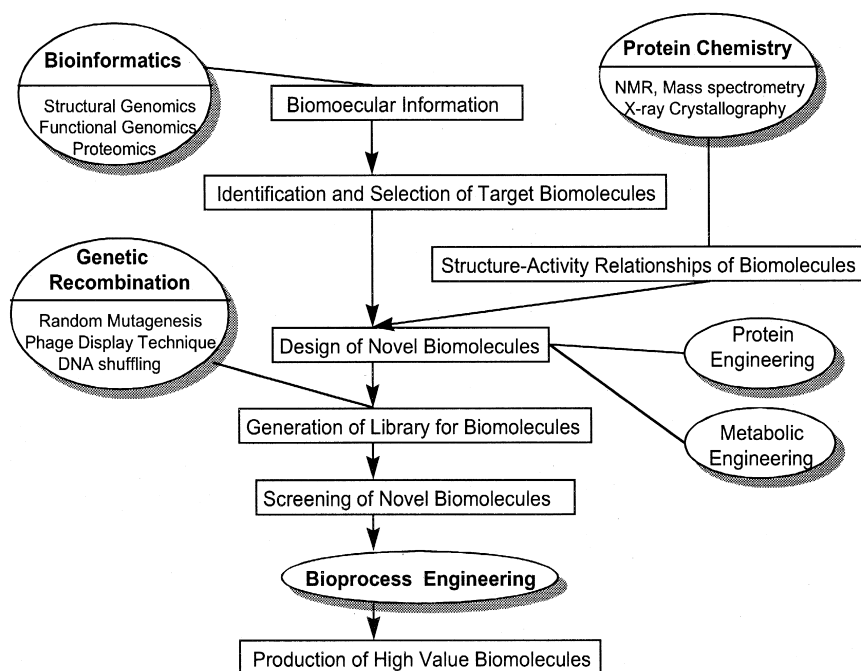 Bioinformatics
Structural Genomics
Functional Genomics
Proteomics
Protein Chemistry
NMR, Mass spectrometry
X-ray Crystallography
Biomoecular Information
Identification and Selection of Target Biomolecules
Structure-Activity Relationships of Biomolecules
Genetic
Recombination
Random Mutagenesis
Phage Display Technique
DNA shuffling
Design of Novel Biomolecules
Protein
Engineering
Generation of Library for Biomolecules
Metabolic
Engineering
Screening of Novel Biomolecules
Bioprocess Engineering
Production of High Value Biomolecules